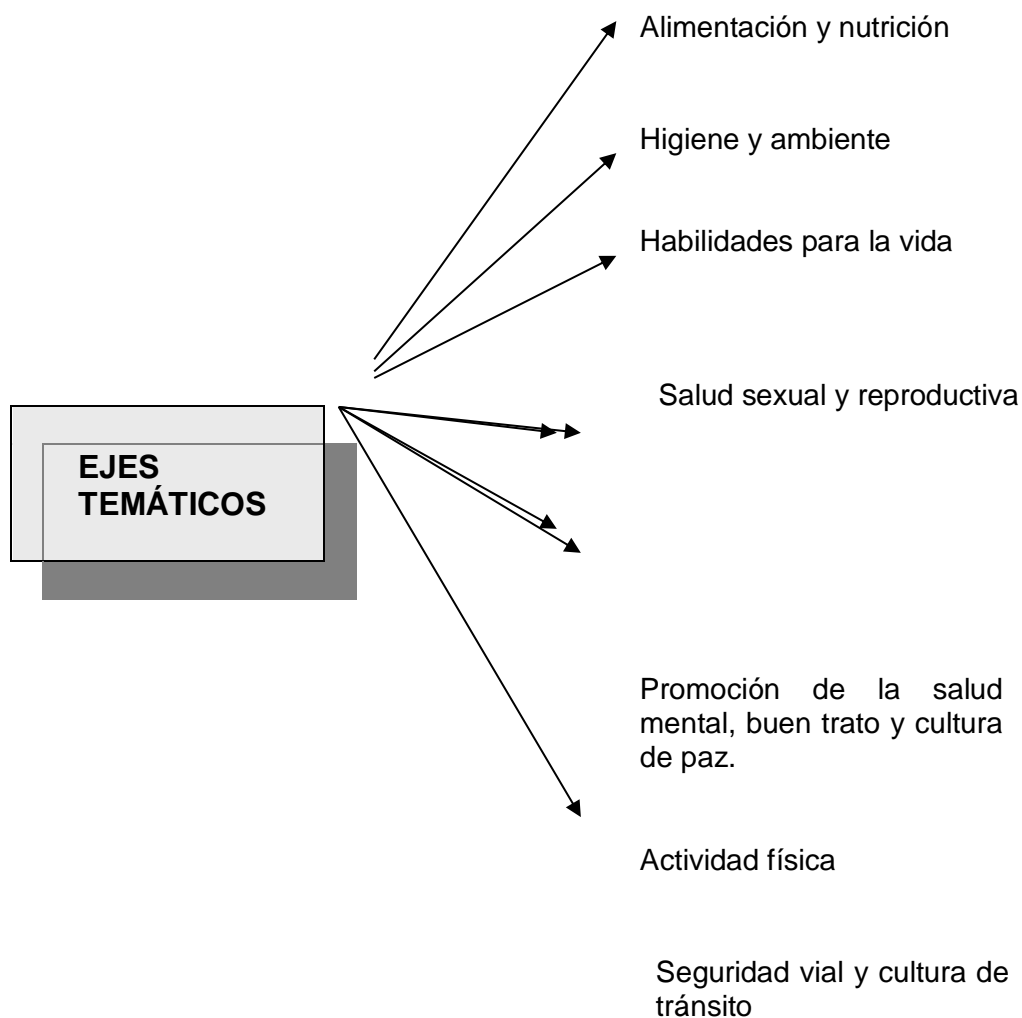 Alimentación y nutrición
Higiene y ambiente
Habilidades para la vida
Salud sexual y reproductiva
EJES
TEMÁTICOS
Promoción de la salud
mental, buen trato y cultura
de paz.
Actividad física
Seguridad vial y cultura de
tránsito